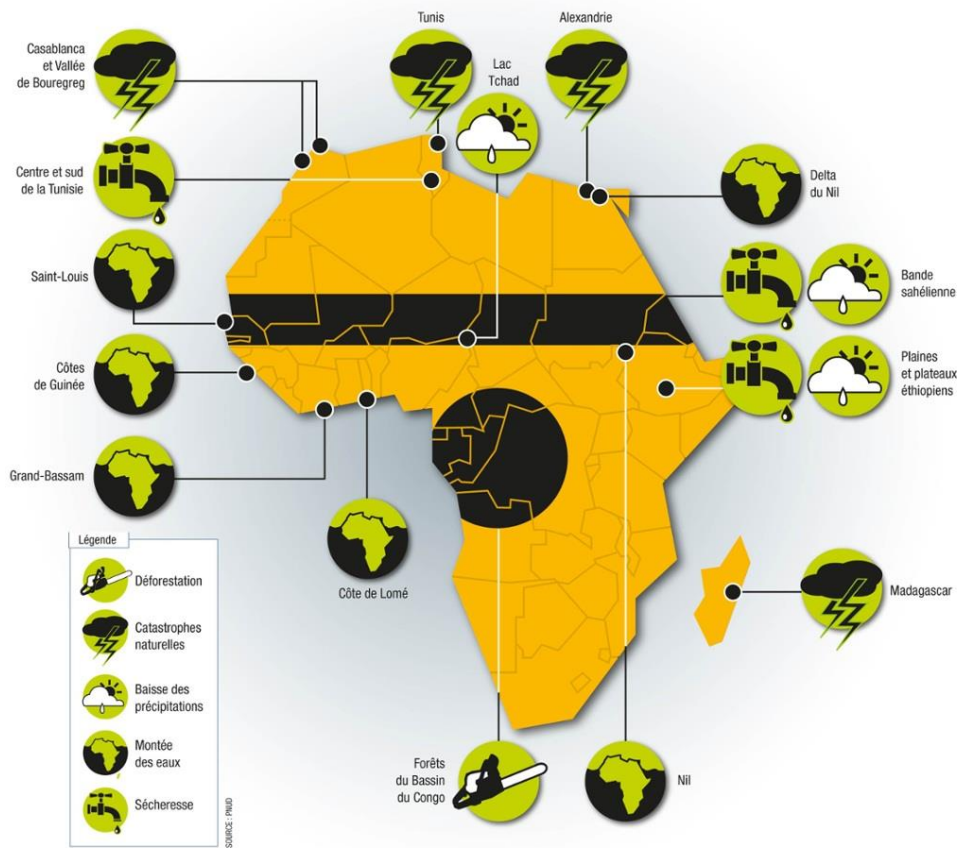 Tunis
Alexandrie
Casablanca
et Vallée
de Bouregreg
Lac
Tchad
Centre et sud
de la Tunisie
Delta
du Nil
Saint-Louis
Bande
sahélienne
Côtes
de Guinée
Plaines
et plateaux
éthiopiens
Grand-Bassam
Côte de Lomé
Madagascar
Légende
Déforestation
Catastrophes
naturelles
Baisse des
précipitations
Montée
des eaux
Sécheresse
SOURCE : PNUD
Forêts
du Bassin
du Congo
Nil